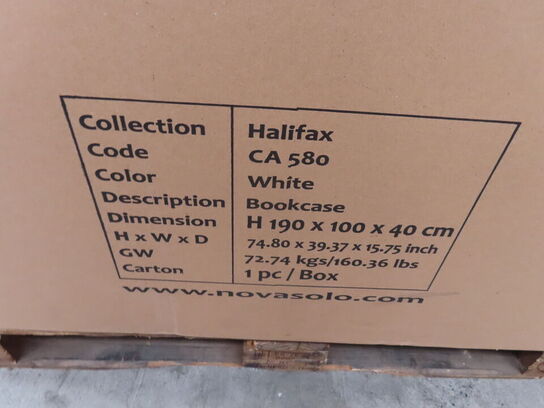 Collection Halifax
Code CA 580
Color White
Description Bookcase
Dimension H 190 x 100 x 40 cm
H x W x D 74.80 x 39.37 x 15.75 inch
GW 72.74 kgs/160.36 lbs
Carton 1 pc / Box
www.novasolo.com